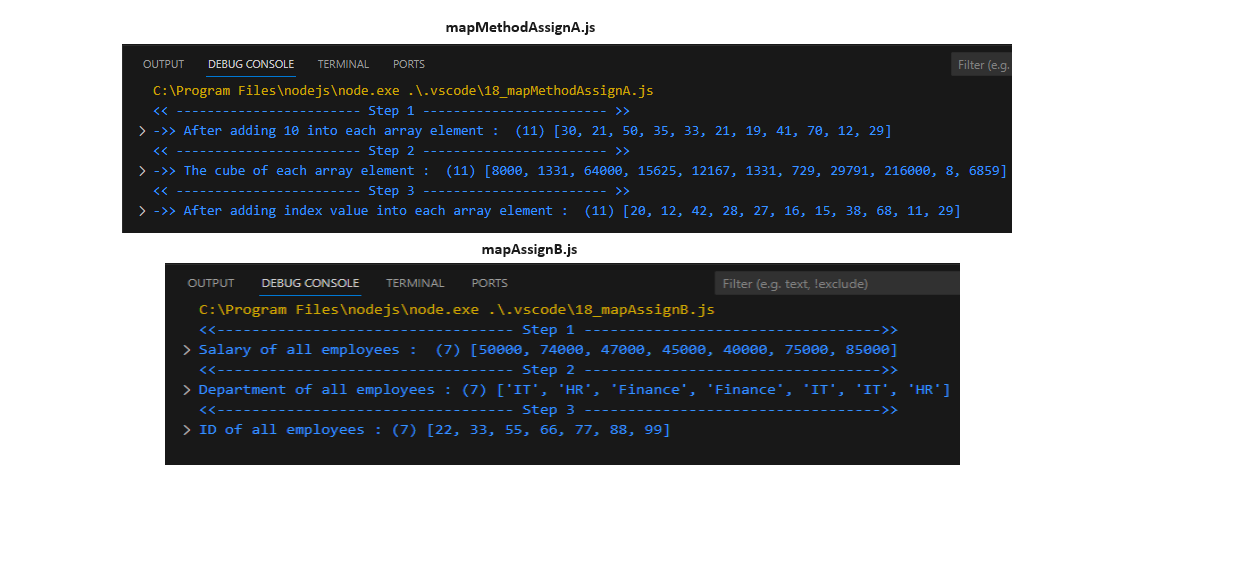 mapMethodAssignA.js
OUTPUT DEBUG CONSOLE TERMINAL PORTS Filter (e.g.
C:\Program Files\nodejs\node.exe .\.vscode\18_mapMethodAssignA.js
<< ------------------------ Step 1 ------------------------ >>
->> After adding 10 into each array element :  (11) [30, 21, 50, 35, 33, 21, 19, 41, 70, 12, 29]
<< ------------------------ Step 2 ------------------------ >>
->> The cube of each array element :  (11) [8000, 1331, 64000, 15625, 12167, 1331, 729, 29791, 216000, 8, 6859]
<< ------------------------ Step 3 ------------------------ >>
->> After adding index value into each array element :  (11) [20, 12, 42, 28, 27, 16, 15, 38, 68, 11, 29]
mapAssignB.js
OUTPUT DEBUG CONSOLE TERMINAL PORTS Filter (e.g. text, !exclude)
C:\Program Files\nodejs\node.exe .\.vscode\18_mapAssignB.js
<<--------------------------------- Step 1 --------------------------------->>
Salary of all employees :  (7) [50000, 74000, 47000, 45000, 40000, 75000, 85000]
<<--------------------------------- Step 2 --------------------------------->>
Department of all employees : (7) ['IT', 'HR', 'Finance', 'Finance', 'IT', 'IT', 'HR']
<<--------------------------------- Step 3 --------------------------------->>
ID of all employees : (7) [22, 33, 55, 66, 77, 88, 99]